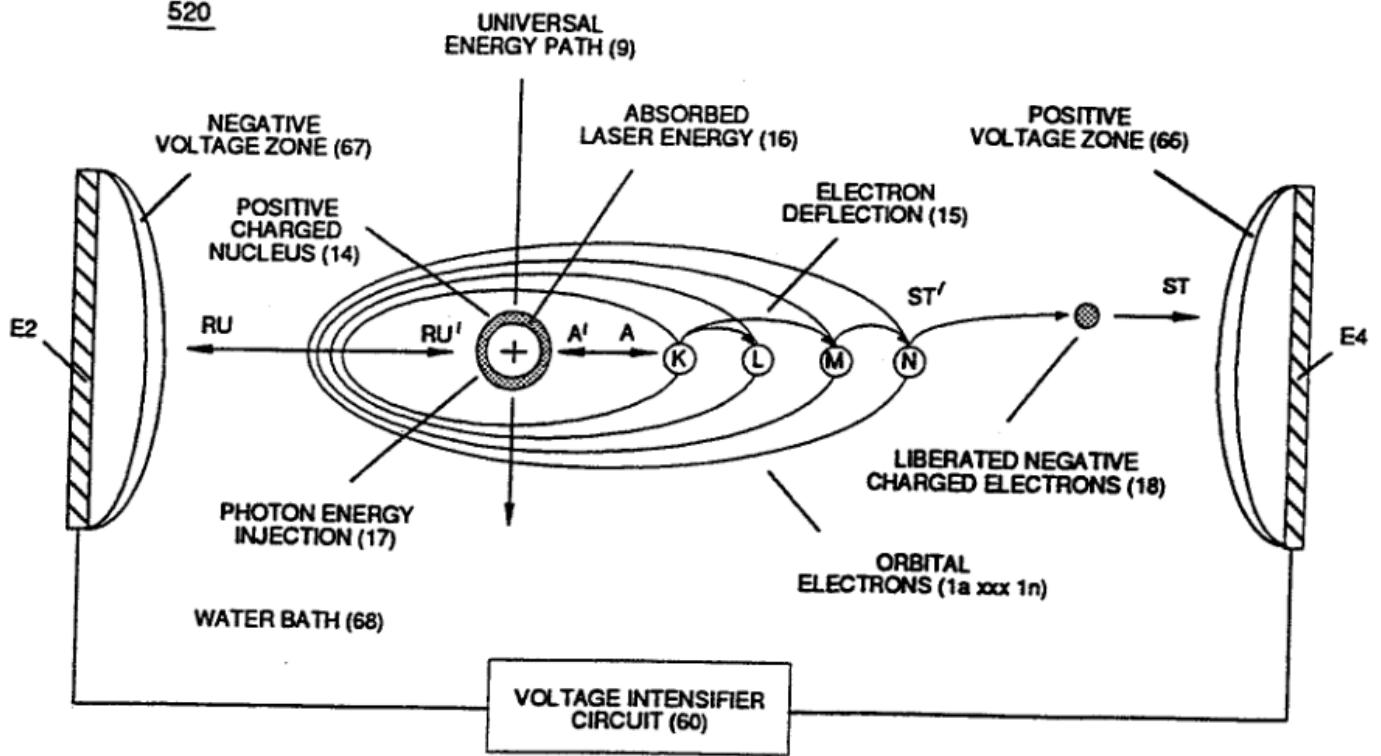 520
UNIVERSAL
ENERGY PATH (9)
NEGATIVE
VOLTAGE ZONE (67)
ABSORBED
LASER ENERGY (16)
POSITIVE
VOLTAGE ZONE (66)
POSITIVE
CHARGED
NUCLEUS (14)
ELECTRON
DEFLECTION (15)
E2
RU
RU'
+
A'
A
K
L
M
N
ST'
ST
E4
LIBERATED NEGATIVE
CHARGED ELECTRONS (18)
PHOTON ENERGY
INJECTION (17)
ORBITAL
ELECTRONS (1a xxx 1n)
WATER BATH (68)
VOLTAGE INTENSIFIER
CIRCUIT (60)